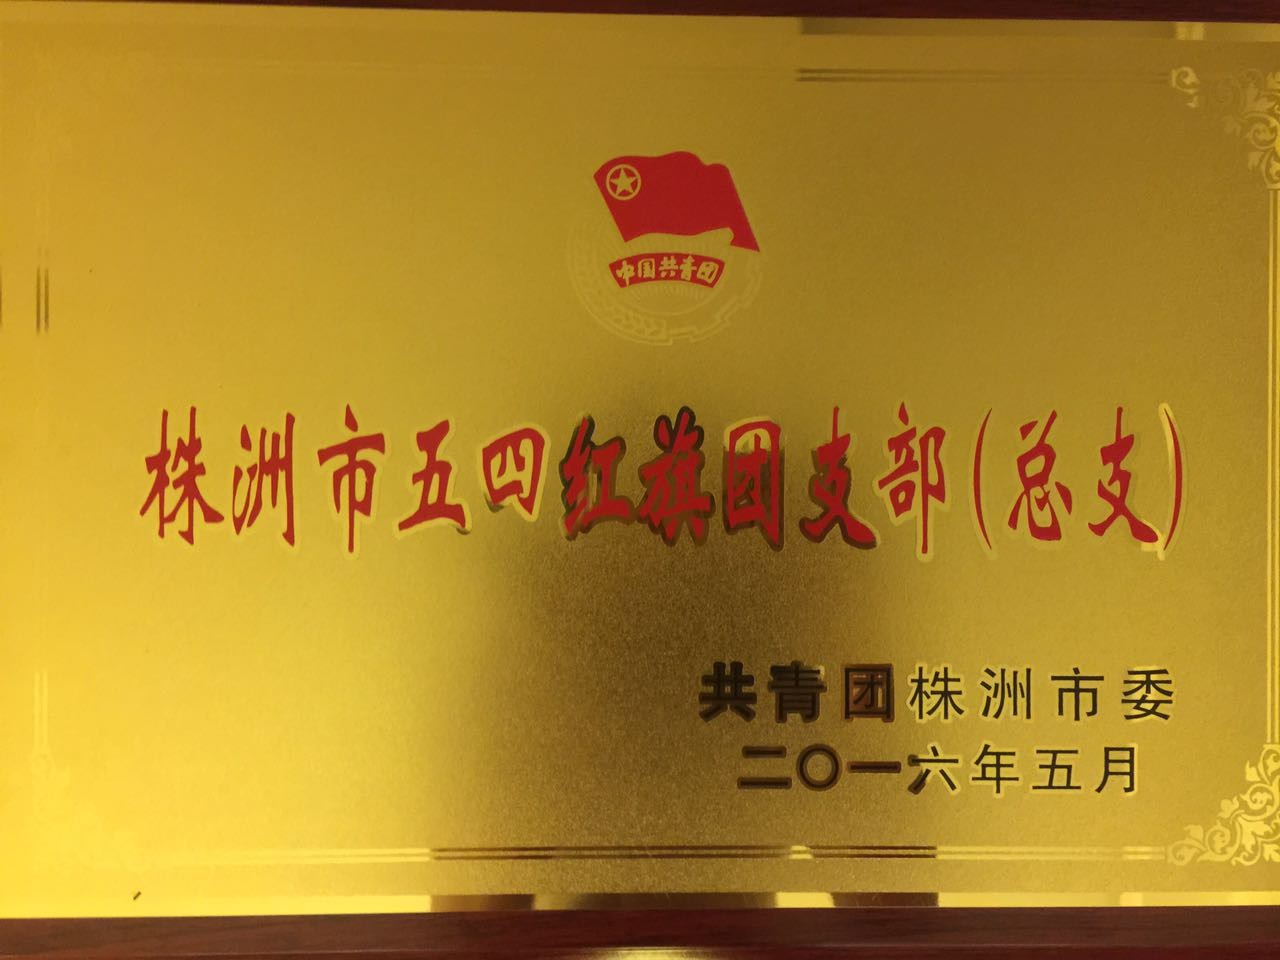 中国共青团
株洲市五四红旗团支部(总支)
共青团株洲市委
二〇一六年五月